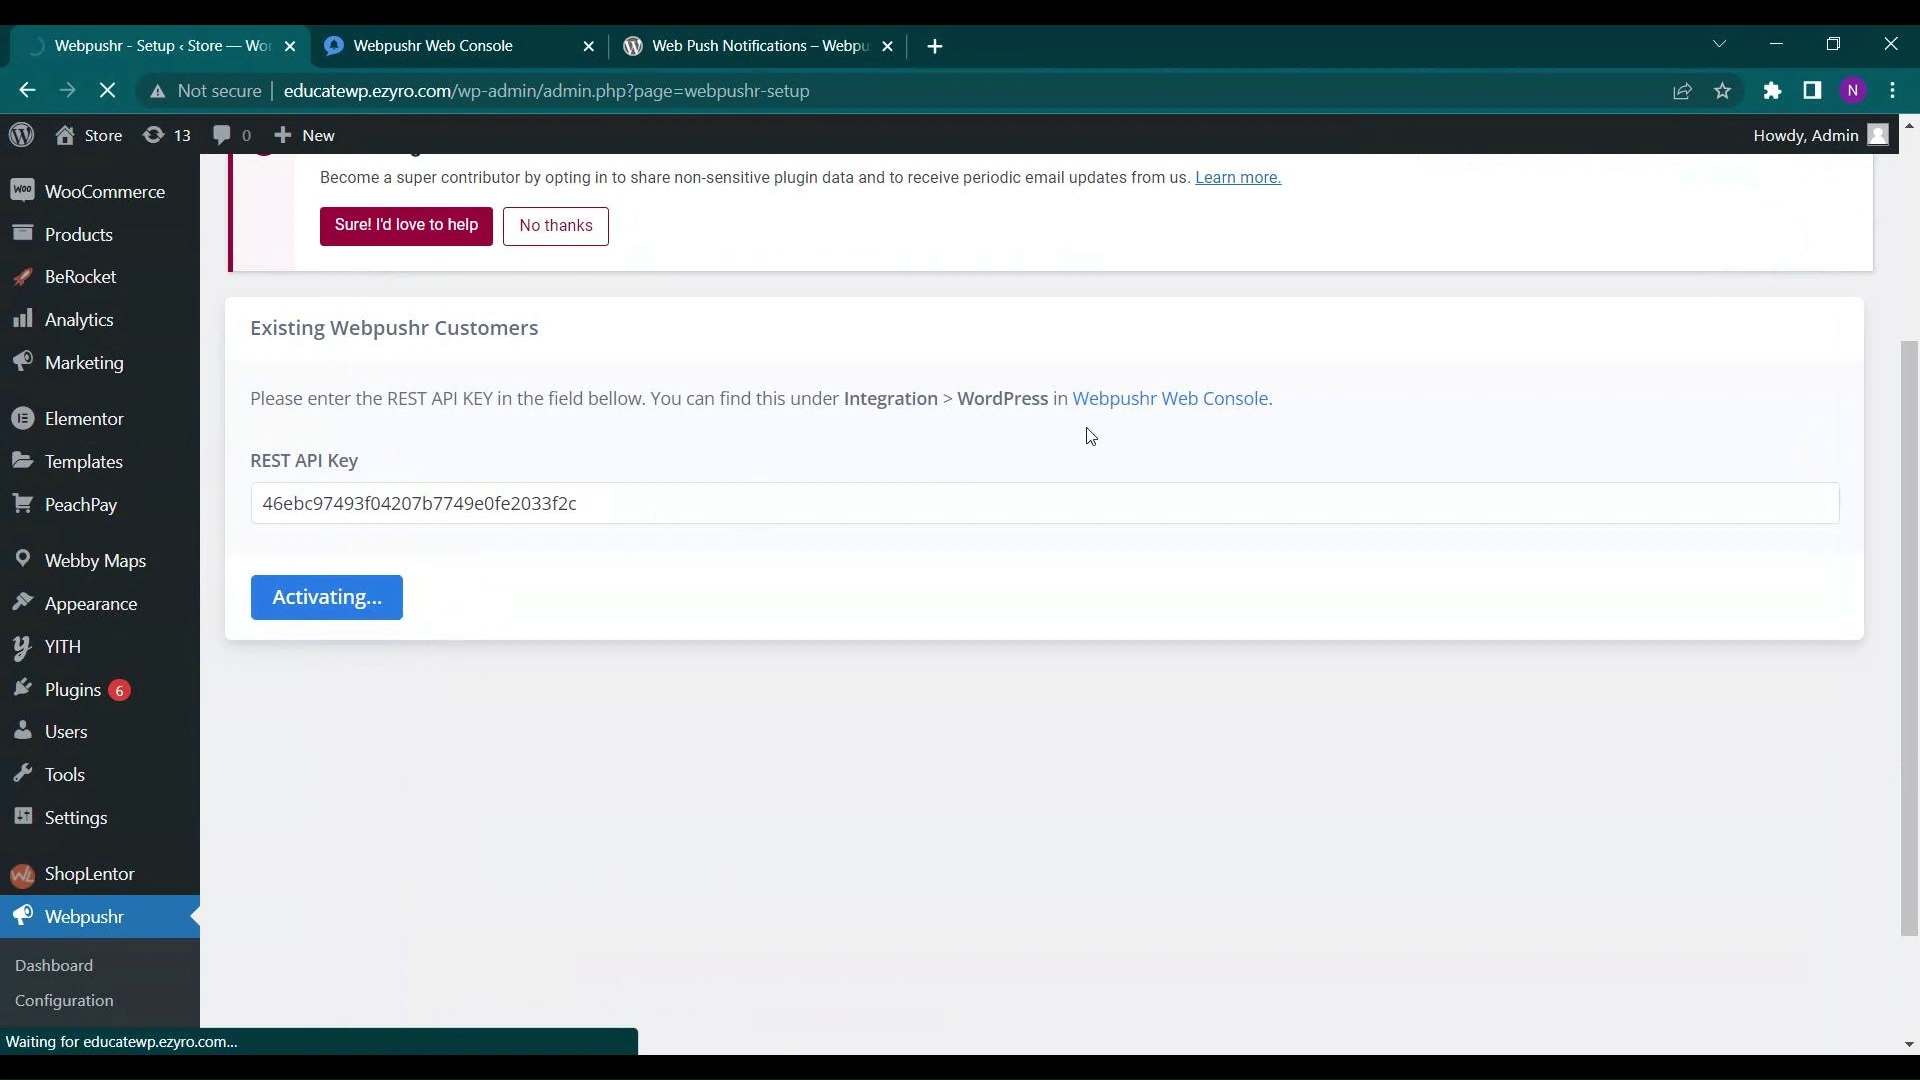 Webpushr - Setup ‹ Store — Wo
Webpushr Web Console
Web Push Notifications – Webpu
Not secure
educatewp.ezyro.com/wp-admin/admin.php?page=webpushr-setup
N
Store
13
0
New
Howdy, Admin
WooCommerce
Products
BeRocket
Analytics
Marketing
Elementor
Templates
PeachPay
Webby Maps
Appearance
YITH
Plugins 6
Users
Tools
Settings
ShopLentor
Webpushr
Dashboard
Configuration
Become a super contributor by opting in to share non-sensitive plugin data and to receive periodic email updates from us. Learn more.
Sure! I'd love to help
No thanks
Existing Webpushr Customers
Please enter the REST API KEY in the field bellow. You can find this under Integration > WordPress in Webpushr Web Console.
REST API Key
46ebc97493f04207b7749e0fe2033f2c
Activating...
Waiting for educatewp.ezyro.com...